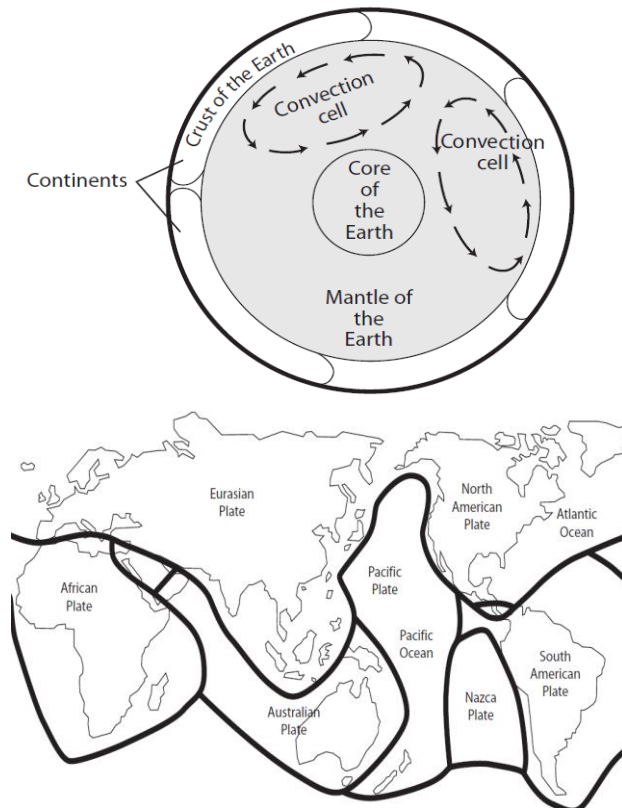 Crust of the Earth
Convection
cell
Convection
cell
Continents
Core
of
the
Earth
Mantle of
the
Earth
Eurasian
Plate
North
American
Plate
Atlantic
Ocean
African
Plate
Pacific
Plate
Pacific
Ocean
South
American
Plate
Nazca
Plate
Australian
Plate